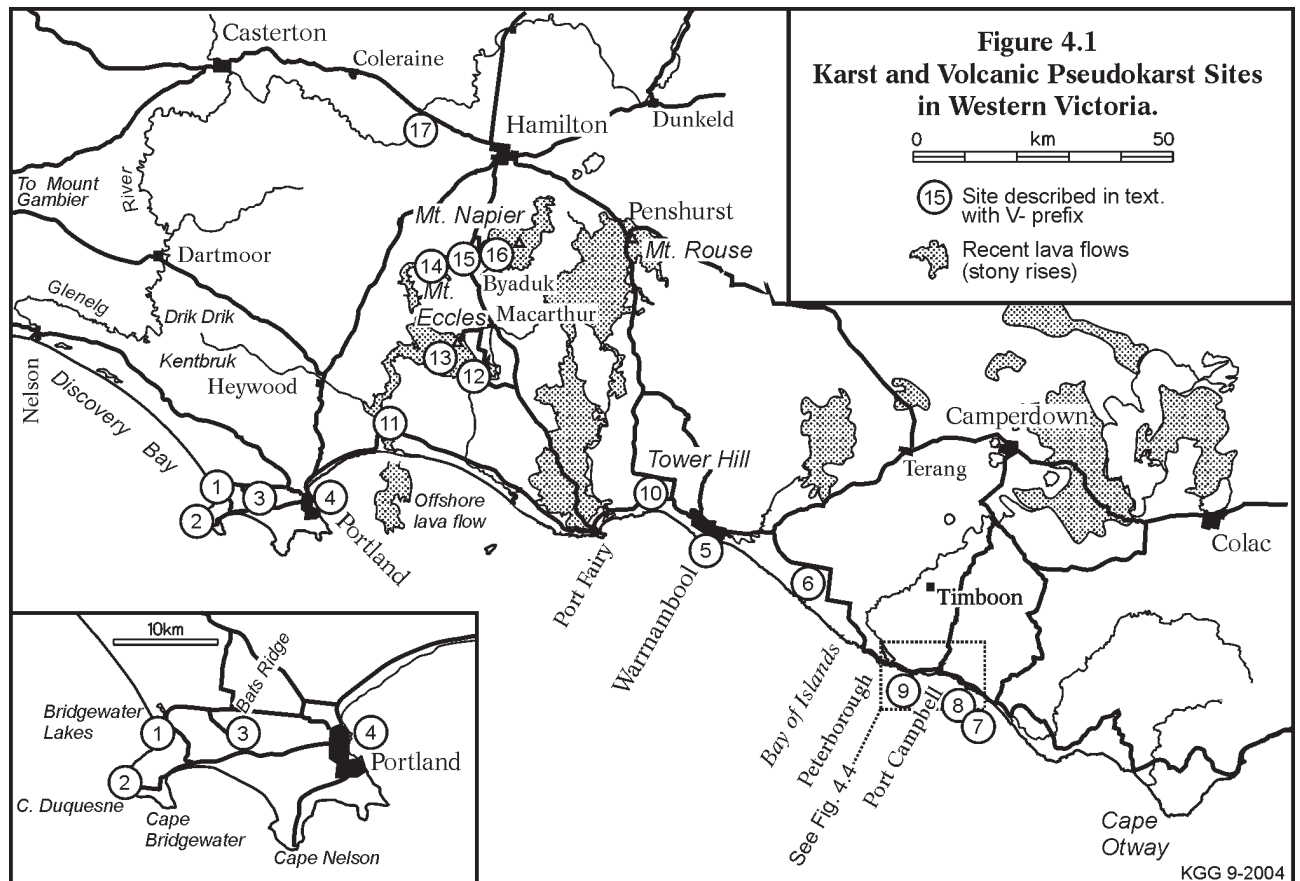 Figure 4.1
Karst and Volcanic Pseudokarst Sites
in Western Victoria.
0 km 50
15 Site described in text.
with V- prefix
Recent lava flows
(stony rises)
Casterton
Coleraine
17
Hamilton
Dunkeld
To Mount
Gambier
River
Mt. Napier
Penshurst
Mt. Rouse
Dartmoor
14
15
16
Byaduk
Mt.
Eccles
Macarthur
Glenelg
Drik Drik
Kentbruk
Heywood
13
12
Nelson
Discovery Bay
11
Camperdown
Terang
Tower Hill
1
3
4
2
Portland
Offshore
lava flow
10
5
Colac
Port Fairy
Warrnambool
6
Timboon
Bay of Islands
Peterborough
9
Port Campbell
8
7
See Fig. 4.4
Cape
Otway
10km
Bats Ridge
Bridgewater
Lakes
1
3
4
Portland
2
C. Duquesne
Cape
Bridgewater
Cape Nelson
KGG 9-2004